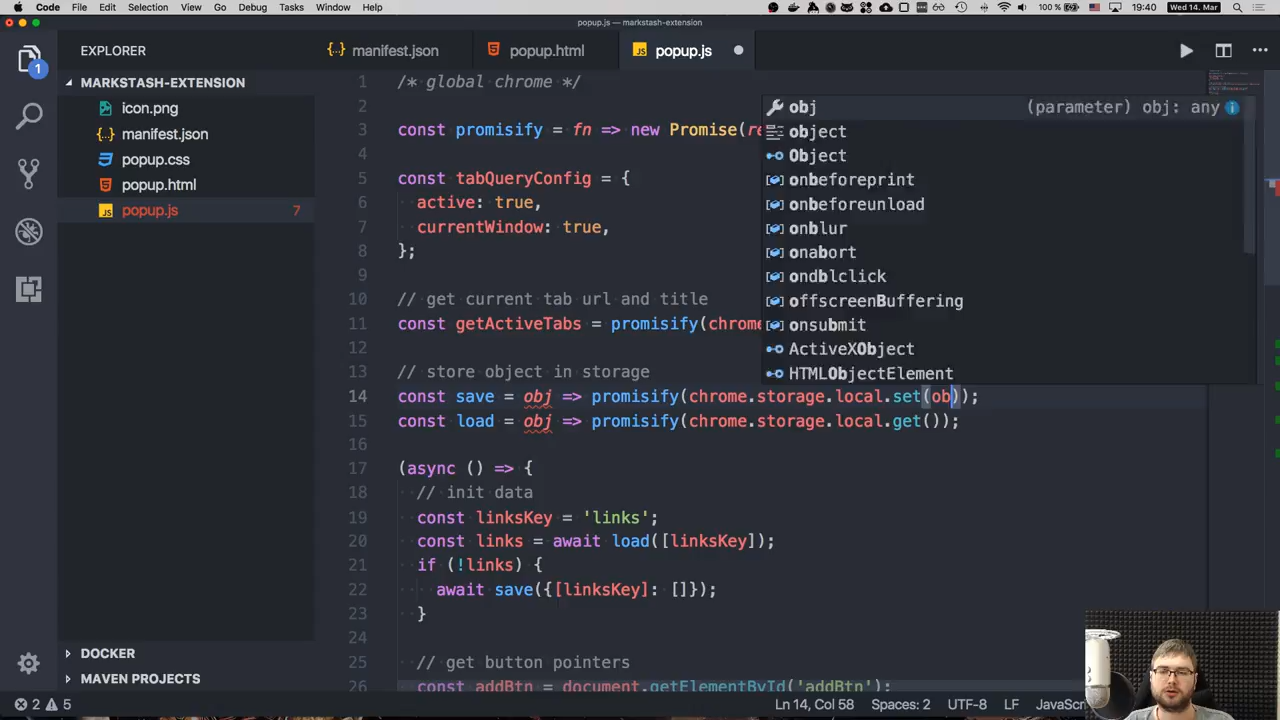 Code File Edit Selection View Go Debug Tasks Window Help 100 % 19:40 Wed 14. Mar
popup.js — markstash-extension
EXPLORER
manifest.json
popup.html
popup.js
1
MARKSTASH-EXTENSION
icon.png
manifest.json
popup.css
popup.html
popup.js 7
DOCKER
MAVEN PROJECTS
1 /* global chrome */
2
3 const promisify = fn => new Promise(re
4
5 const tabQueryConfig = {
6 active: true,
7 currentWindow: true,
8 };
9
10 // get current tab url and title
11 const getActiveTabs = promisify(chrome
12
13 // store object in storage
14 const save = obj => promisify(chrome.storage.local.set(ob));
15 const load = obj => promisify(chrome.storage.local.get());
16
17 (async () => {
18 // init data
19 const linksKey = 'links';
20 const links = await load([linksKey]);
21 if (!links) {
22 await save({[linksKey]: []});
23 }
24
25 // get button pointers
26 const addBtn = document.getElementById('addBtn');
obj (parameter) obj: any
object
Object
onbeforeprint
onbeforeunload
onblur
onabort
ondblclick
offscreenBuffering
onsubmit
ActiveXObject
HTMLObjectElement
2 5 Ln 14, Col 58 Spaces: 2 UTF-8 LF JavaScr